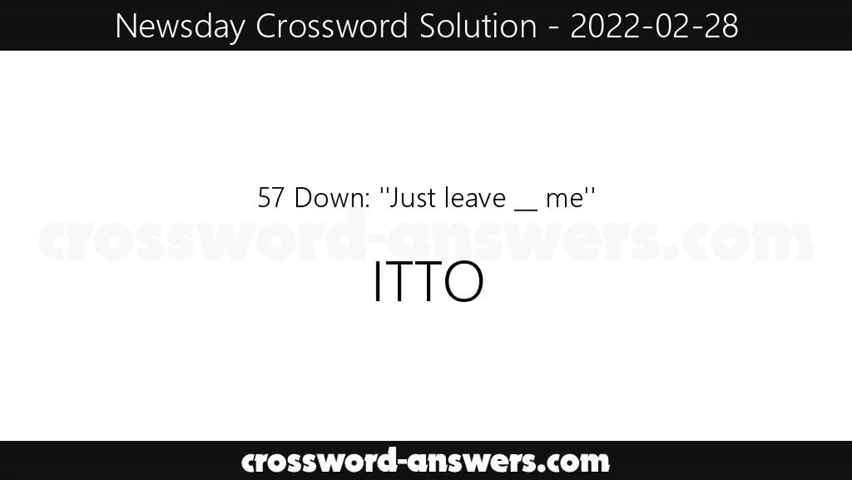 Newsday Crossword Solution - 2022-02-28
57 Down: ''Just leave __ me''
crossword-answers.com
ITTO
crossword-answers.com